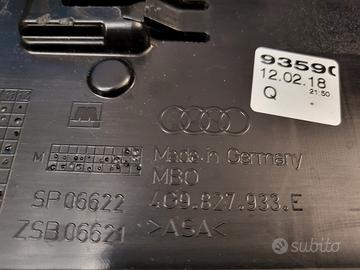 9359
12.02.18
Q 21:50
M
Made in Germany
MBO
SP 06622 4G9.827.933.E
ZSB 06621 >ASA<
subito